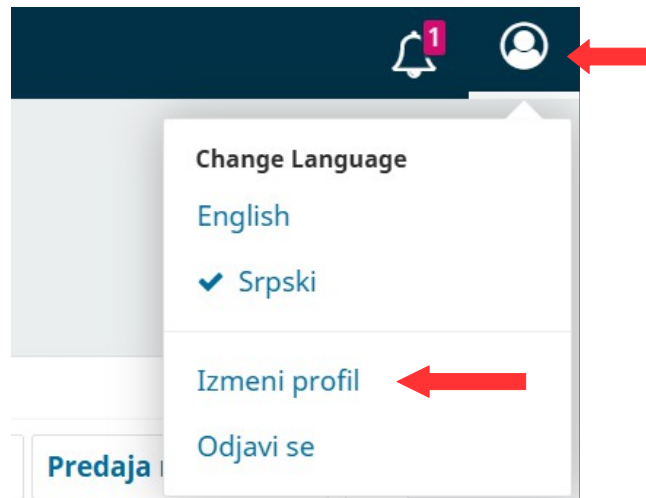 1
Change Language
English
Srpski
Izmeni profil
Odjavi se
Predaja